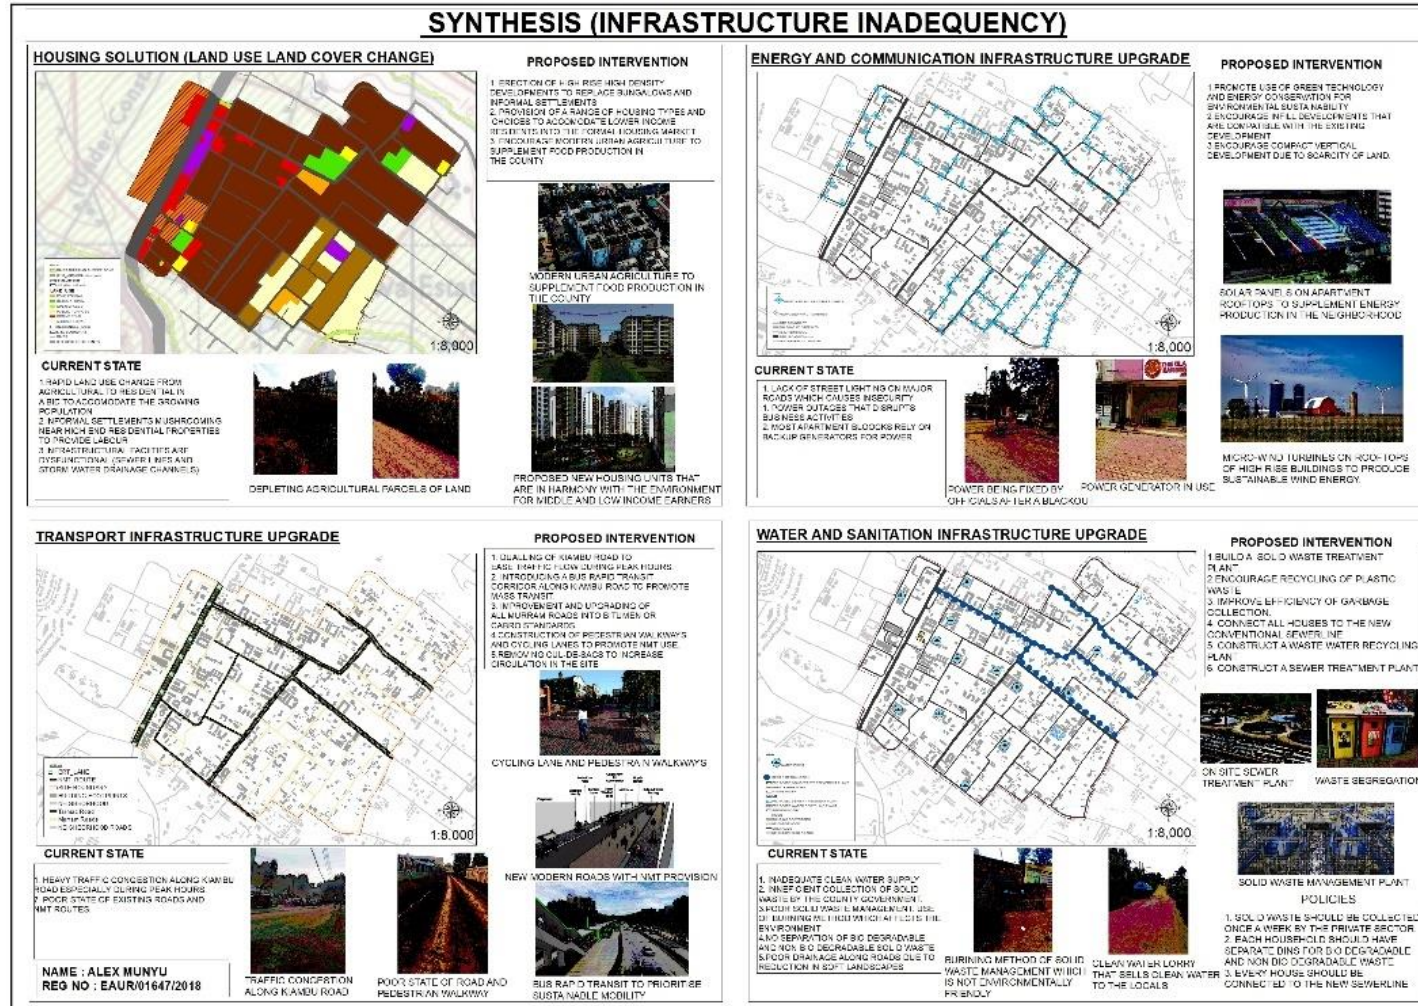 SYNTHESIS (INFRASTRUCTURE INADEQUENCY)
HOUSING SOLUTION (LAND USE LAND COVER CHANGE)
1:8,000
PROPOSED INTERVENTION
1. ERECTION OF HIGH RISE HIGH DENSITY
DEVELOPMENTS TO REPLACE BUNGALOWS AND
INFORMAL SETTLEMENTS
2. PROVISION OF A RANGE OF HOUSING TYPES AND
CHOICES TO ACCOMODATE LOWER INCOME
RESIDENTS INTO THE FORMAL HOUSING MARKET
3. ENCOURAGE MODERN URBAN AGRICULTURE TO
SUPPLEMENT FOOD PRODUCTION IN
THE COUNTY
MODERN URBAN AGRICULTURE TO
SUPPLEMENT FOOD PRODUCTION IN
THE COUNTY
PROPOSED NEW HOUSING UNITS THAT
ARE IN HARMONY WITH THE ENVIRONMENT
FOR MIDDLE AND LOW INCOME EARNERS
CURRENT STATE
1. RAPID LAND USE CHANGE FROM
AGRICULTURAL TO RESIDENTIAL IN
A BID TO ACCOMODATE THE GROWING
POPULATION
2. INFORMAL SETTLEMENTS MUSHROOMING
NEAR HIGH END RESIDENTIAL PROPERTIES
TO PROVIDE LABOUR
3. INFRASTRUCTURAL FACILTIES ARE
DYSFUNCTIONAL (SEWER LINES AND
STORM WATER DRAINAGE CHANNELS)
DEPLETING AGRICULTURAL PARCELS OF LAND
ENERGY AND COMMUNICATION INFRASTRUCTURE UPGRADE
1:8,000
PROPOSED INTERVENTION
1. PROMOTE USE OF GREEN TECHNOLOGY
AND ENERGY CONSERVATION FOR
ENVIRONMENTAL SUSTAINABILITY
2. ENCOURAGE INFILL DEVELOPMENTS THAT
ARE COMPATIBLE WITH THE EXISTING
DEVELOPMENT
3. ENCOURAGE COMPACT VERTICAL
DEVELOPMENT DUE TO SCARCITY OF LAND.
SOLAR PANELS ON APARTMENT
ROOFTOPS TO SUPPLEMENT ENERGY
PRODUCTION IN THE NEIGHBORHOOD
MICRO-WIND TURBINES ON ROOFTOPS
OF HIGH RISE BUILDINGS TO PRODUCE
SUSTAINABLE WIND ENERGY.
CURRENT STATE
1. LACK OF STREET LIGHTING ON MAJOR
ROADS WHICH CAUSES INSECURITY
1. POWER OUTAGES THAT DISRUPTS
BUSINESS ACTIVITIES
2. MOST APARTMENT BLOOCKS RELY ON
BACKUP GENERATORS FOR POWER
POWER BEING FIXED BY
OFFICIALS AFTER A BLACKOU
POWER GENERATOR IN USE
TRANSPORT INFRASTRUCTURE UPGRADE
NMT ROUTE
NEIGHBORHOOD ROADS
1:8,000
PROPOSED INTERVENTION
1. DUALLING OF KIAMBU ROAD TO
EASE TRAFFIC FLOW DURING PEAK HOURS.
2. INTRODUCING A BUS RAPID TRANSIT
CORRIDOR ALONG KIAMBU ROAD TO PROMOTE
MASS TRANSIT
3. IMPROVEMENT AND UPGRADING OF
ALL MURRAM ROADS INTO BITUMEN OR
CABRO STANDARDS
4. CONSTRUCTION OF PEDESTRIAN WALKWAYS
AND CYCLING LANES TO PROMOTE NMT USE.
5. REMOVING CUL-DE-SACS TO INCREASE
CIRCULATION IN THE SITE
CYCLING LANE AND PEDESTRAIN WALKWAYS
NEW MODERN ROADS WITH NMT PROVISION
BUS RAPID TRANSIT TO PRIORITISE
SUSTAINABLE MOBILITY
CURRENT STATE
1. HEAVY TRAFFIC CONGESTION ALONG KIAMBU
ROAD ESPECIALLY DURING PEAK HOURS.
2. POOR STATE OF EXISTING ROADS AND
NMT ROUTES
TRAFFIC CONGESTION
ALONG KIAMBU ROAD
POOR STATE OF ROAD AND
PEDESTRIAN WALKWAY
NAME : ALEX MUNYU
REG NO : EAUR/01647/2018
WATER AND SANITATION INFRASTRUCTURE UPGRADE
1:8,000
PROPOSED INTERVENTION
1. BUILD A SOLID WASTE TREATMENT
PLANT
2. ENCOURAGE RECYCLING OF PLASTIC
WASTE
3. IMPROVE EFFICIENCY OF GARBAGE
COLLECTION.
4. CONNECT ALL HOUSES TO THE NEW
CONVENTIONAL SEWERLINE
5. CONSTRUCT A WASTE WATER RECYCLING
PLANT
6. CONSTRUCT A SEWER TREATMENT PLANT
ON SITE SEWER
TREATMENT PLANT
WASTE SEGREGATION
SOLID WASTE MANAGEMENT PLANT
POLICIES
1. SOLID WASTE SHOULD BE COLLECTED
ONCE A WEEK BY THE PRIVATE SECTOR
2. EACH HOUSEHOLD SHOULD HAVE
SEPARATE BINS FOR BIO DEGRADABLE
AND NON BIO DEGRADABLE WASTE
3. EVERY HOUSE SHOULD BE
CONNECTED TO THE NEW SEWERLINE
CURRENT STATE
1. INADEQUATE CLEAN WATER SUPPLY
2. INNEFICIENT COLLECTION OF SOLID
WASTE BY THE COUNTY GOVERNMENT.
3. POOR SOLID WASTE MANAGEMENT. USE
OF BURNING METHOD WHICH AFFECTS THE
ENVIRONMENT
4. NO SEPARATION OF BIO DEGRADABLE
AND NON BIO DEGRADABLE SOLID WASTE
5. POOR DRAINAGE ALONG ROADS DUE TO
REDUCTION IN SOFT LANDSCAPES
BURINING METHOD OF SOLID
WASTE MANAGEMENT WHICH
IS NOT ENVIRONMENTALLY
FRIENDLY
CLEAN WATER LORRY
THAT SELLS CLEAN WATER
TO THE LOCALS